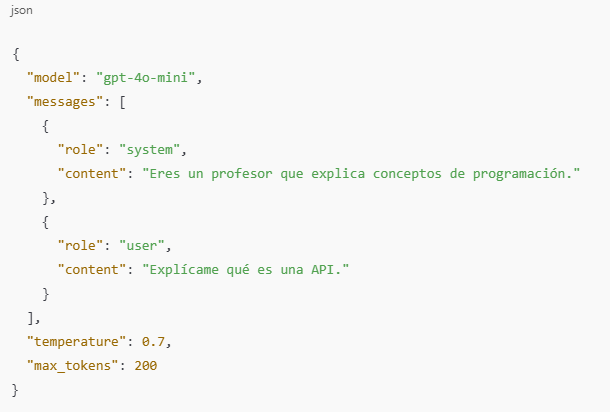 json
{
  "model": "gpt-4o-mini",
  "messages": [
    {
      "role": "system",
      "content": "Eres un profesor que explica conceptos de programación."
    },
    {
      "role": "user",
      "content": "Explícame qué es una API."
    }
  ],
  "temperature": 0.7,
  "max_tokens": 200
}